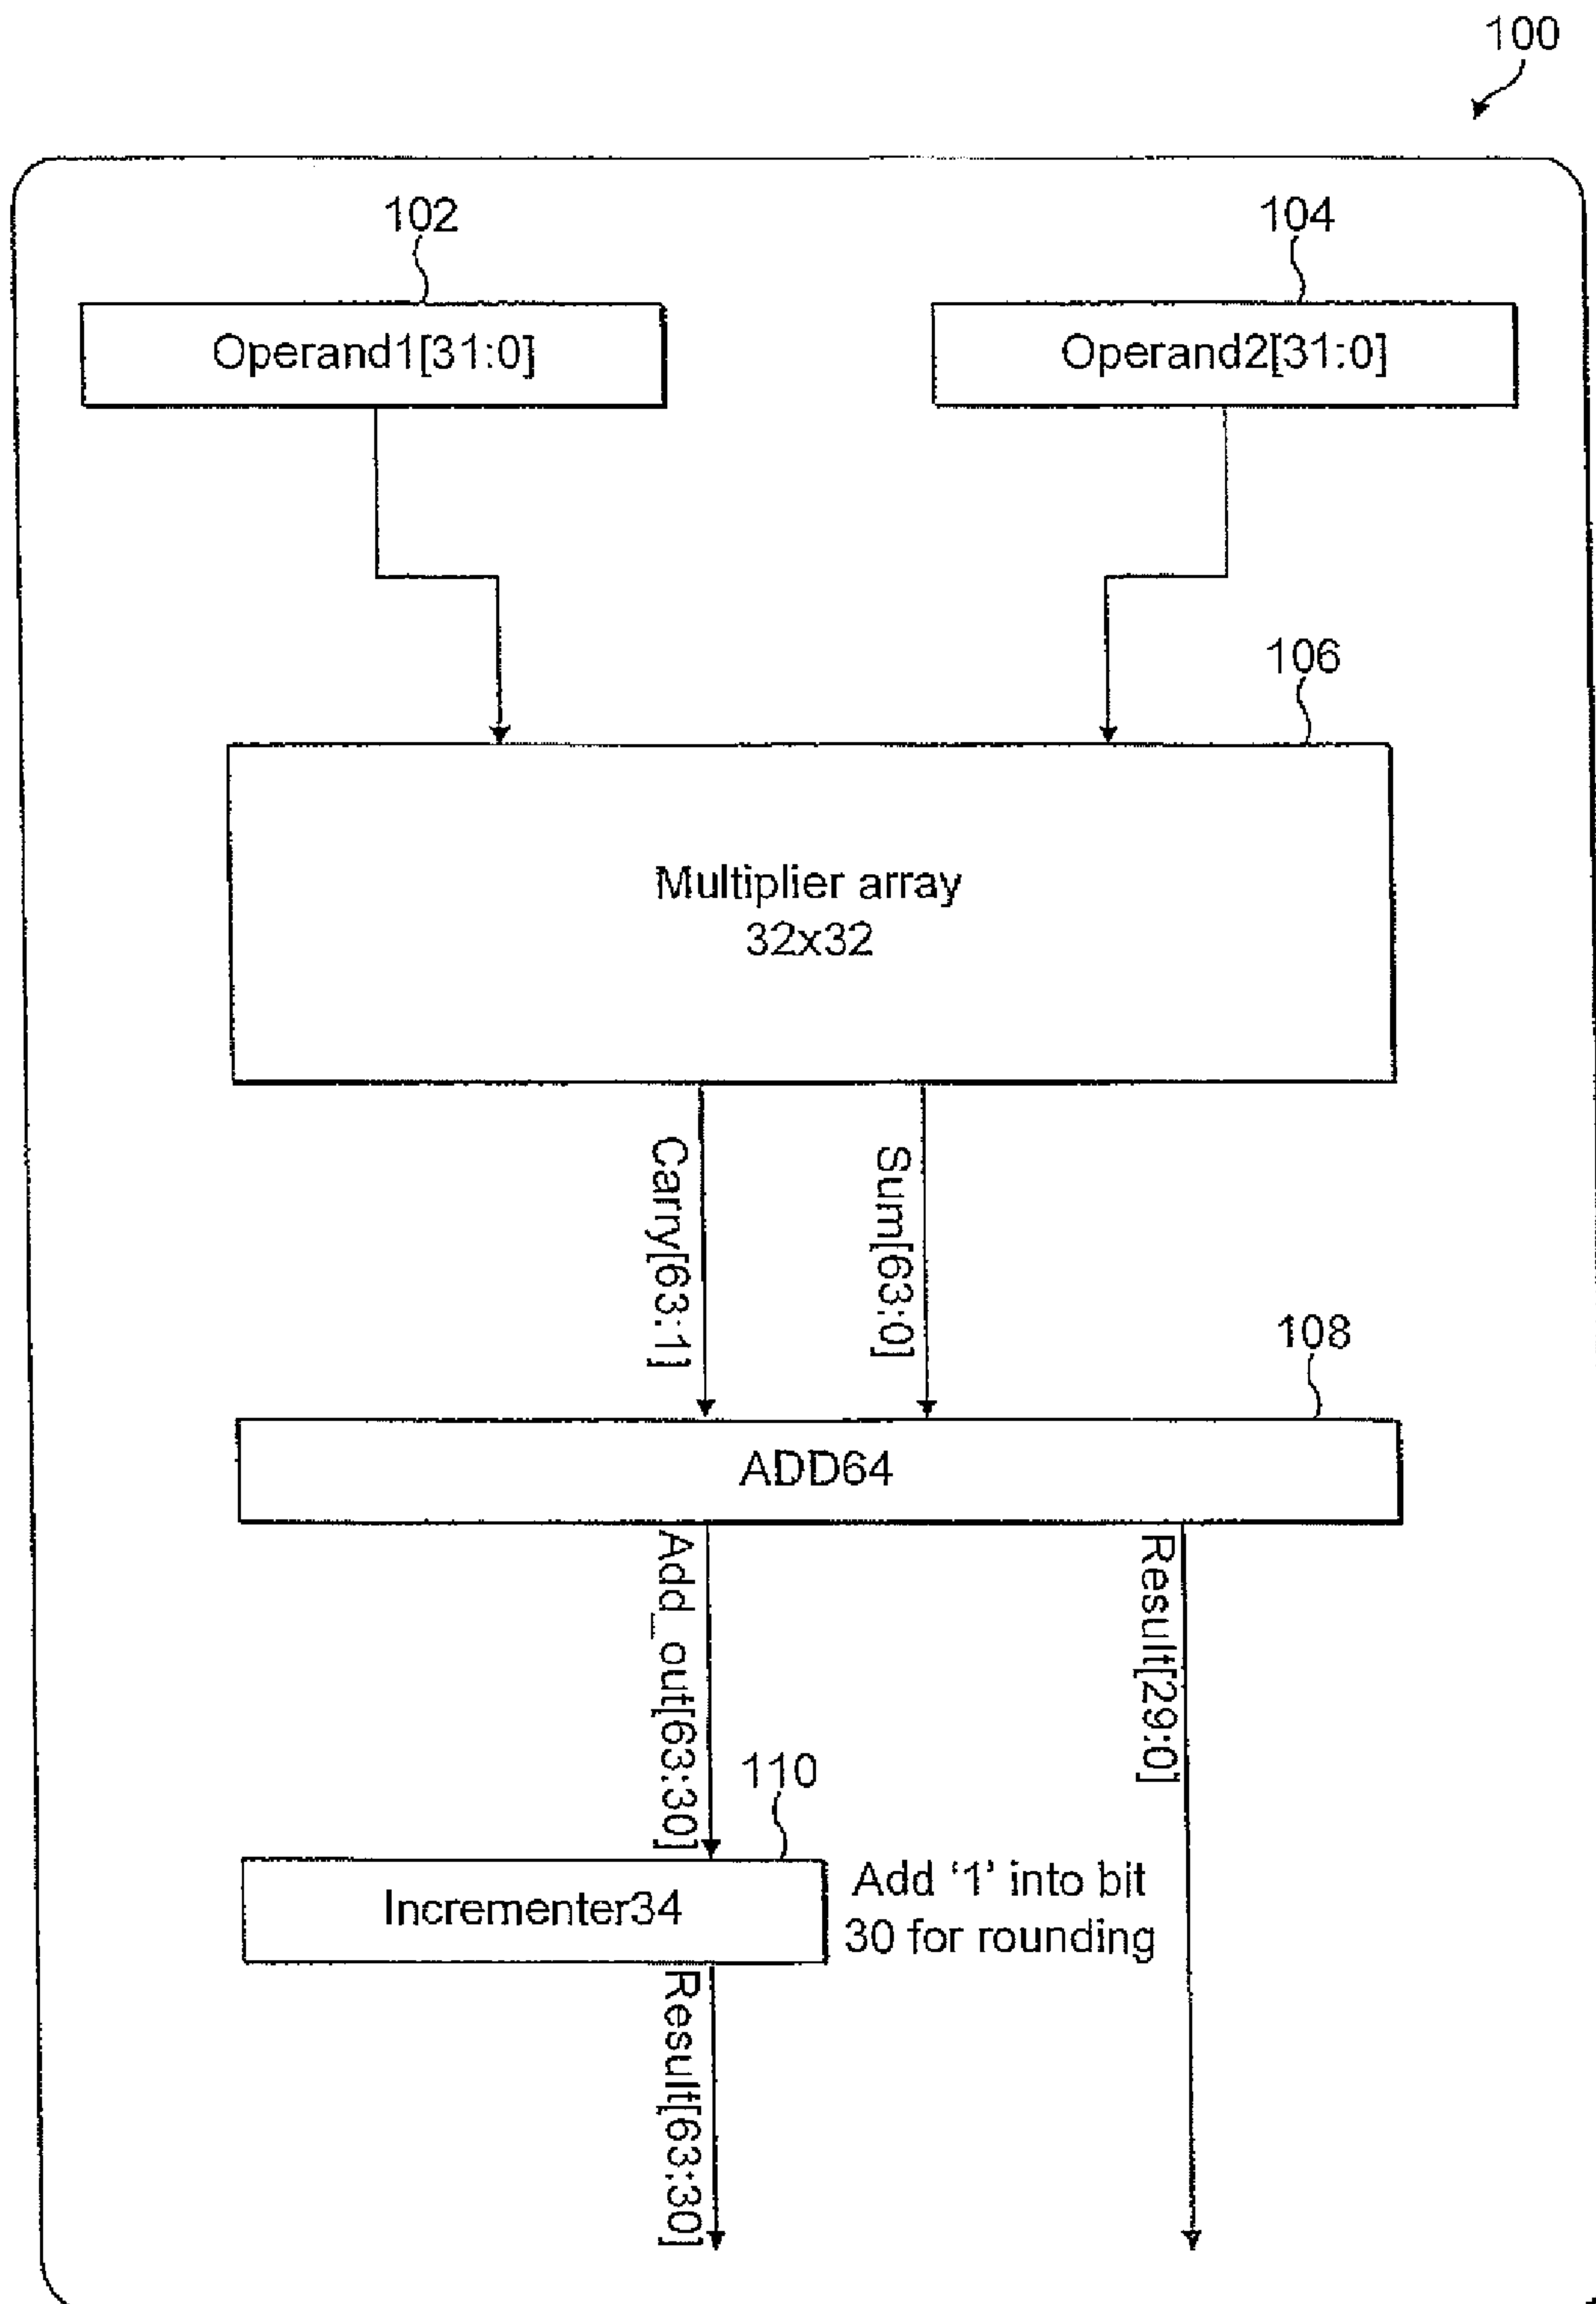 100
102
104
Operand1[31:0]
Operand2[31:0]
106
Multiplier array
32x32
Carry[63:1]
Sum[63:0]
108
ADD64
Add_out[63:30]
Result[29:0]
110
Incrementer34
Add ‘1’ into bit
30 for rounding
Result[63:30]